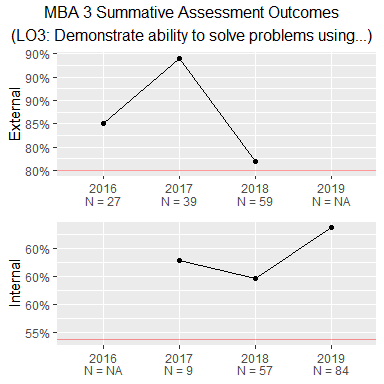 MBA 3 Summative Assessment Outcomes
(LO3: Demonstrate ability to solve problems using...)
External
90%
90%
90%
85%
80%
80%
2016 2017 2018 2019
N = 27 N = 39 N = 59 N = NA
Internal
60%
60%
60%
55%
2016 2017 2018 2019
N = NA N = 9 N = 57 N = 84